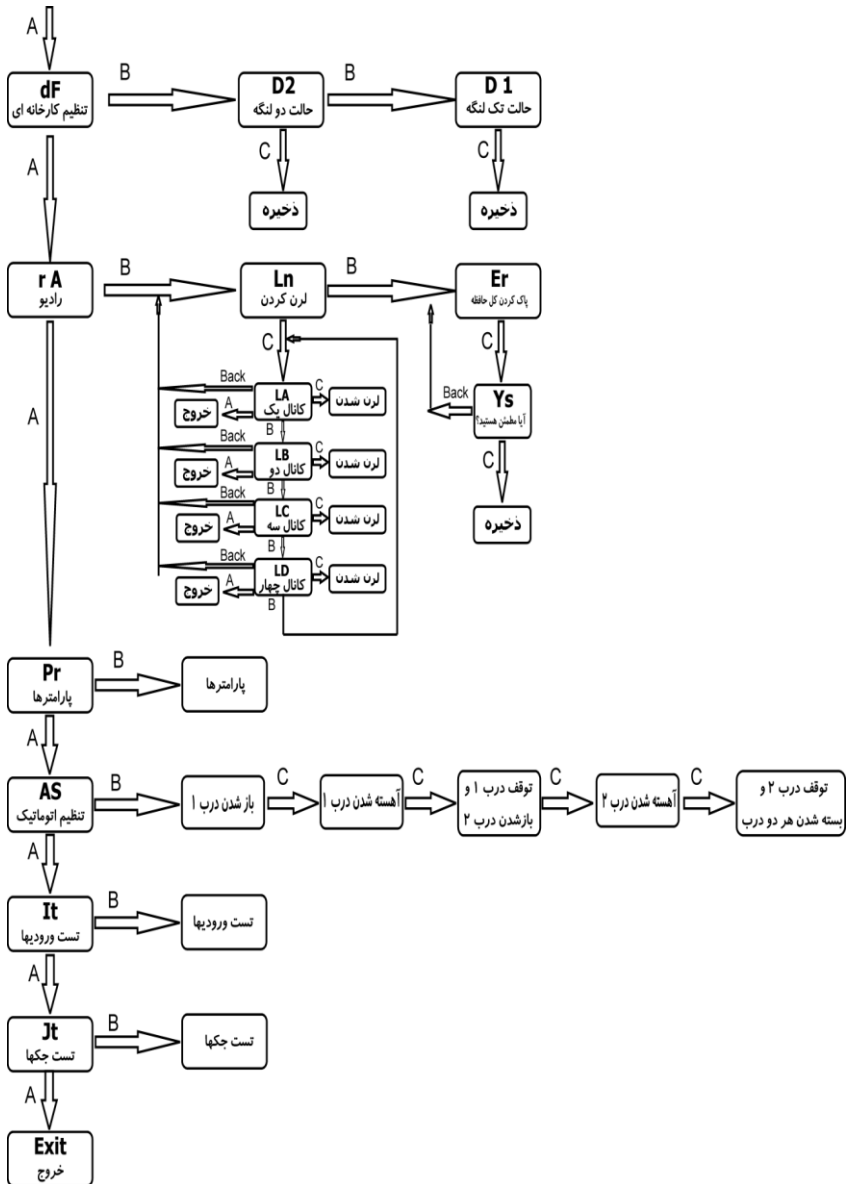 A
dF
تنظیم کارخانه ای
B
D2
حالت دو لنگه
B
D 1
حالت تک لنگه
C
ذخیره
C
ذخیره
A
r A
رادیو
B
Ln
لرن کردن
B
Er
پاک کردن کل حافظه
C
C
Ys
آیا مطمئن هستید؟
Back
C
ذخیره
Back
LA
کانال یک
C
لرن شدن
A
خروج
B
Back
LB
کانال دو
C
لرن شدن
A
خروج
B
Back
LC
کانال سه
C
لرن شدن
A
خروج
B
Back
LD
کانال چهار
C
لرن شدن
A
خروج
B
A
Pr
پارامترها
B
پارامترها
A
AS
تنظیم اتوماتیک
B
باز شدن درب ۱
C
آهسته شدن درب ۱
C
توقف درب ۱ و
بازشدن درب ۲
C
آهسته شدن درب ۲
C
توقف درب ۲ و
بسته شدن هر دو درب
A
It
تست ورودیها
B
تست ورودیها
A
Jt
تست جکها
B
تست جکها
A
Exit
خروج